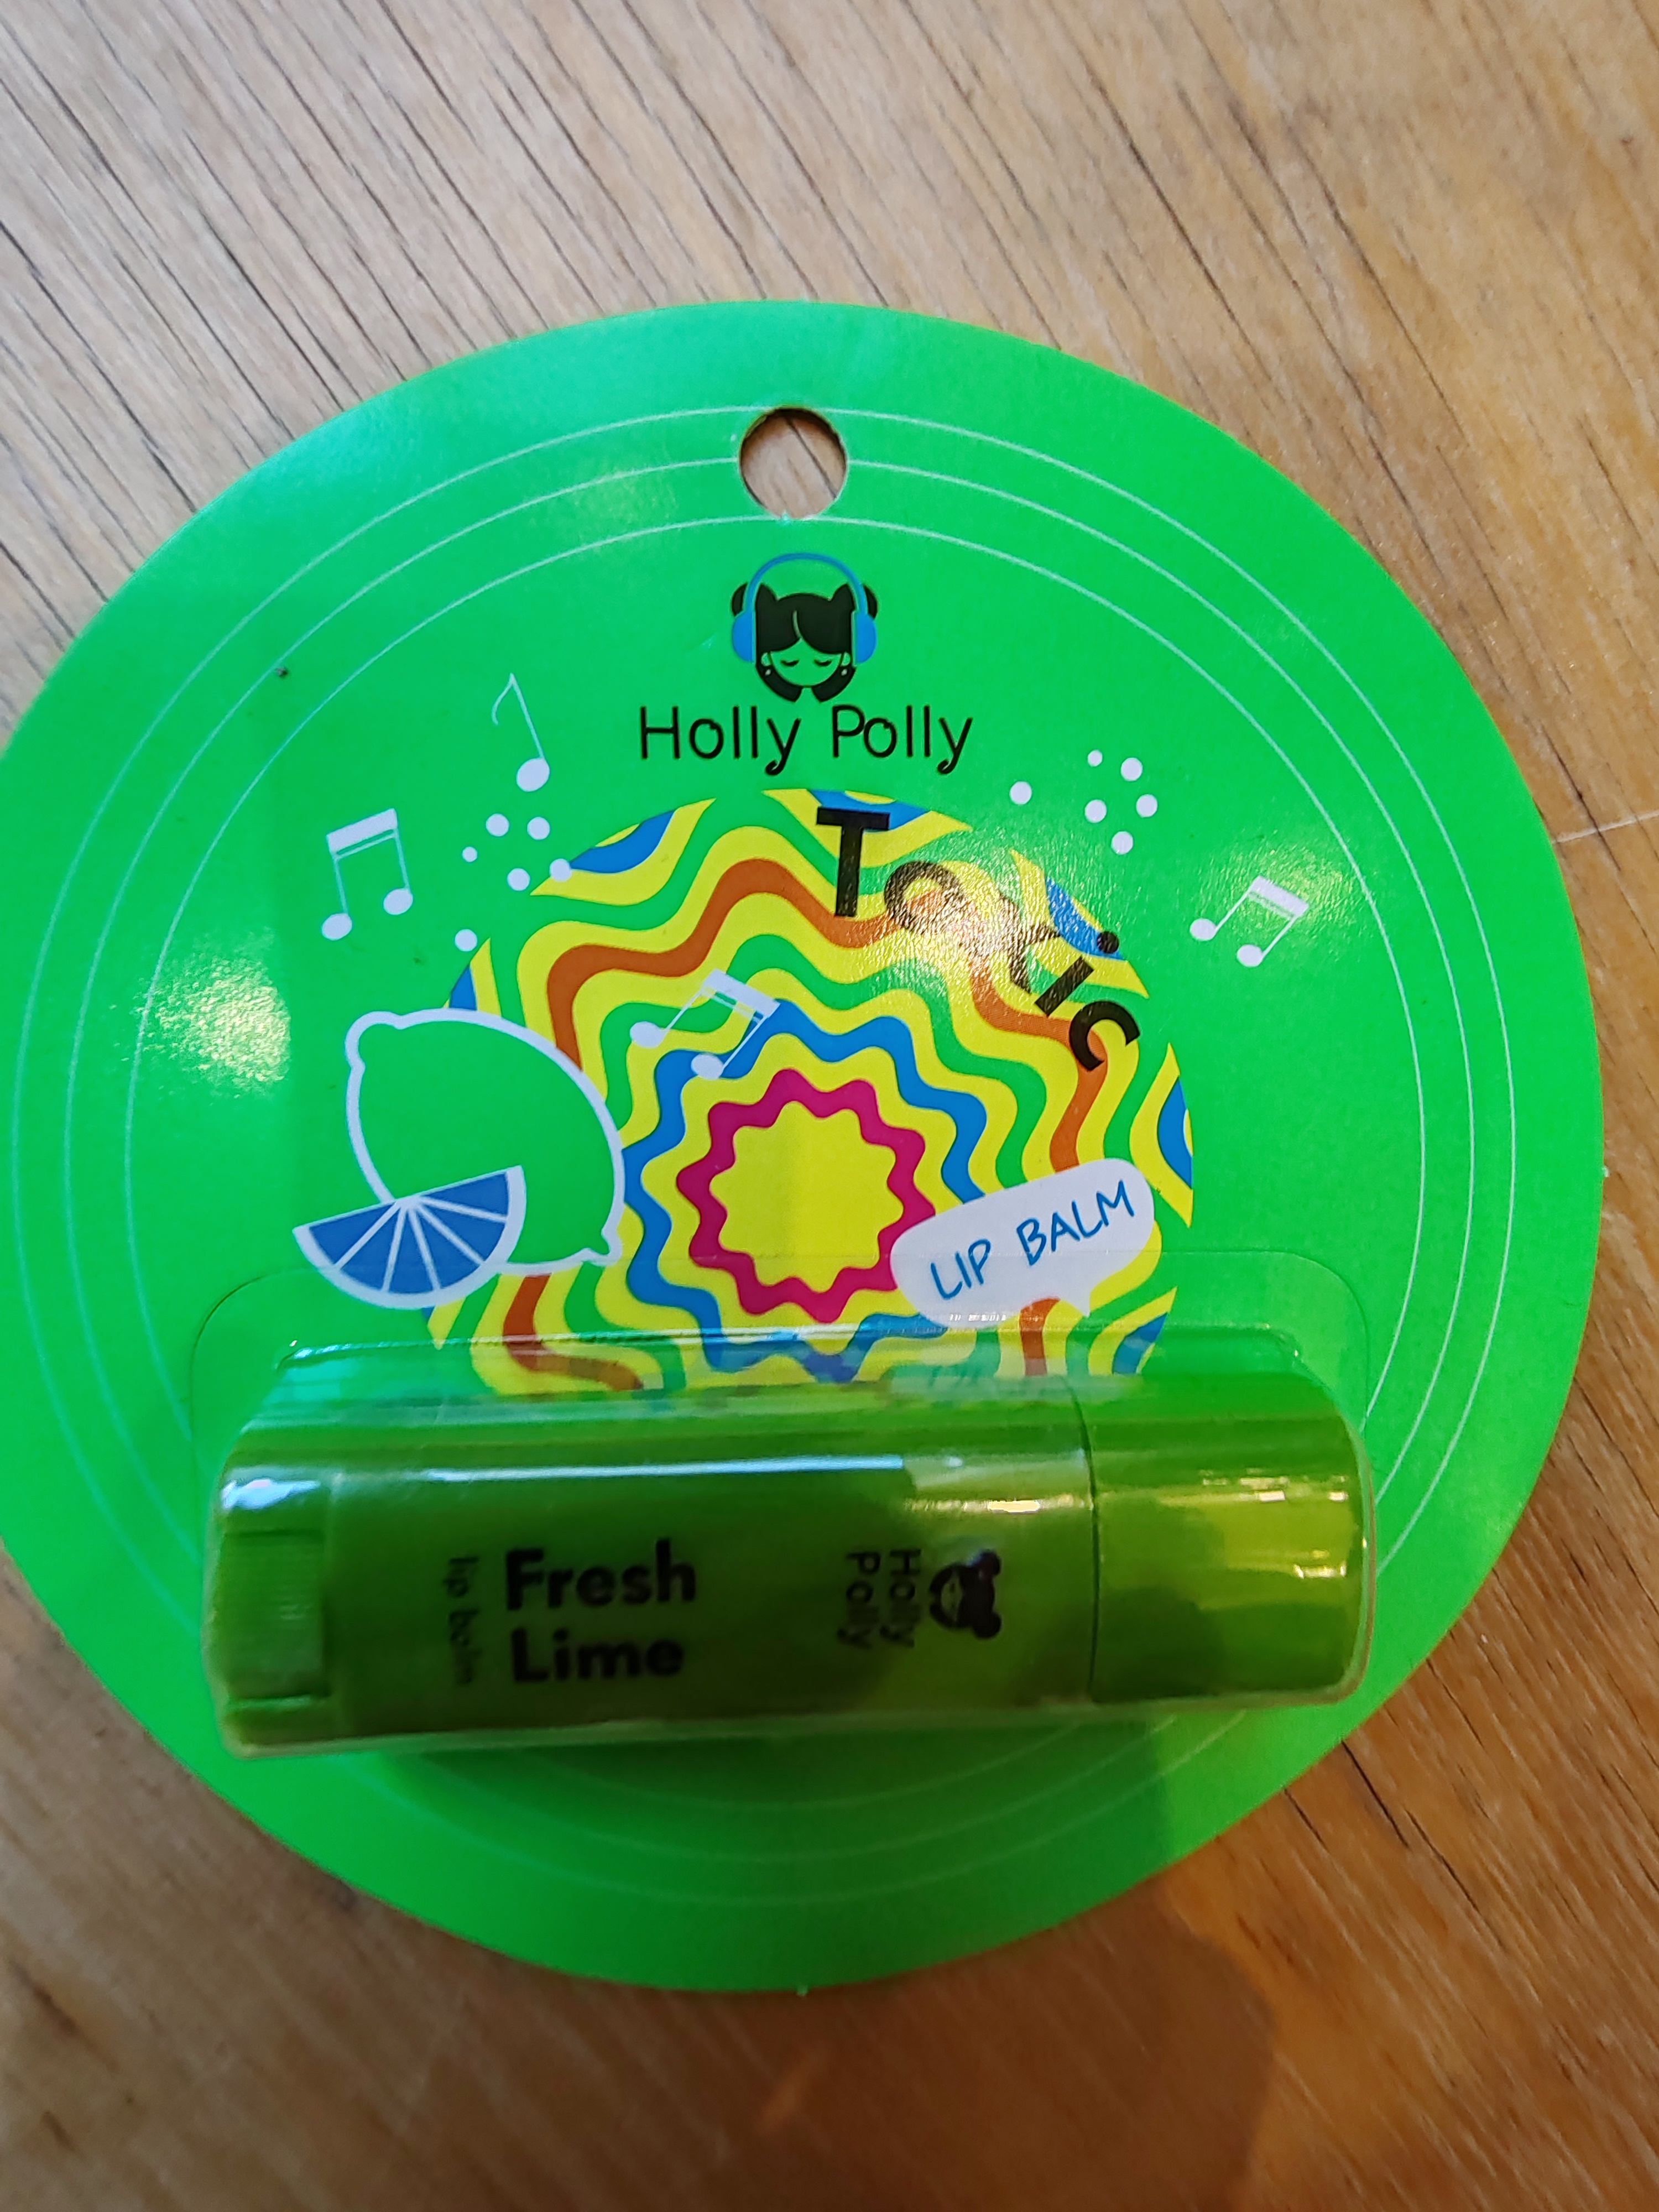 Holly Polly
Toxic
LIP BALM
Fresh
Lime
lip balm
Holly
Polly